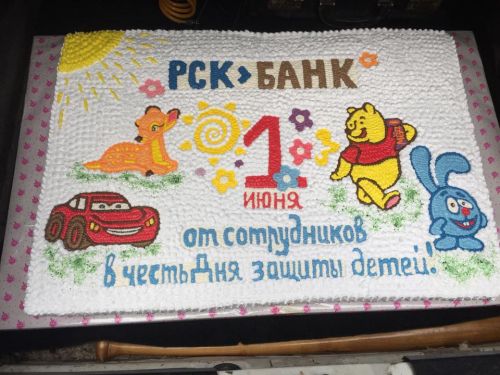 РСК>БАНК
1
ИЮНЯ
от сотрудников
в честь Дня защиты детей!